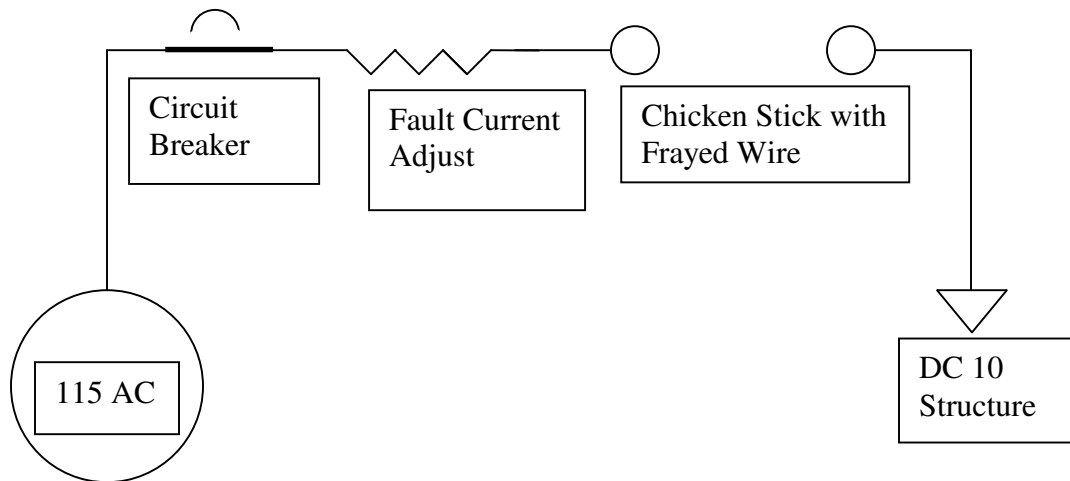 Circuit
Breaker
Fault Current
Adjust
Chicken Stick with
Frayed Wire
115 AC
DC 10
Structure